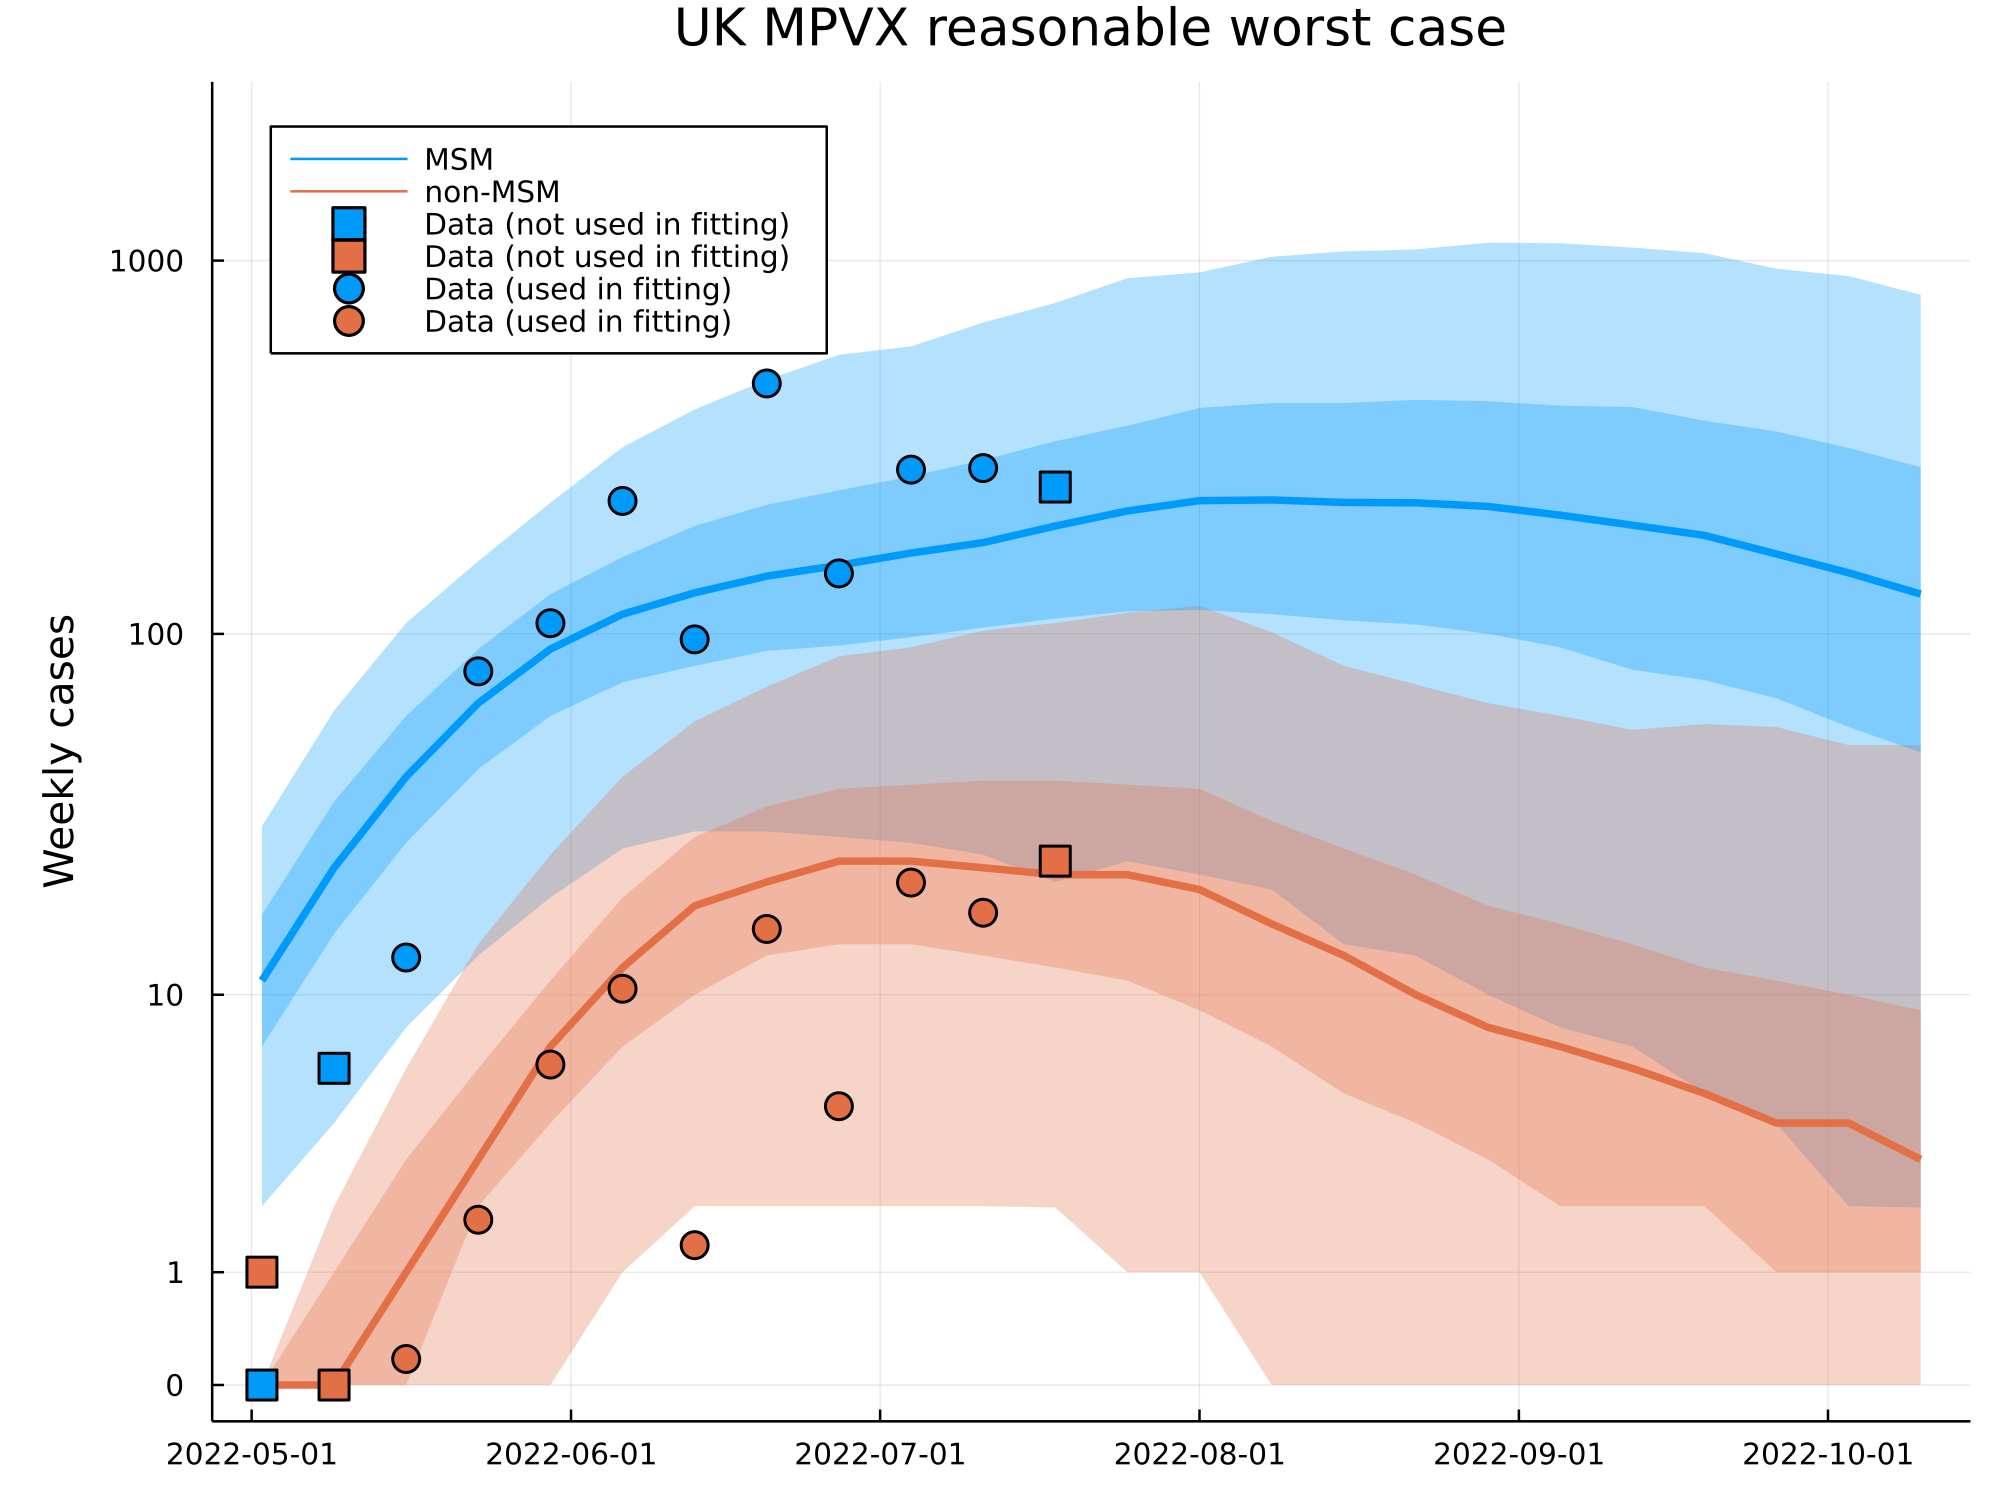 UK MPVX reasonable worst case
MSM
non-MSM
Data (not used in fitting)
Data (not used in fitting)
Data (used in fitting)
Data (used in fitting)
Weekly cases
1000
100
10
1
0
2022-05-01
2022-06-01
2022-07-01
2022-08-01
2022-09-01
2022-10-01